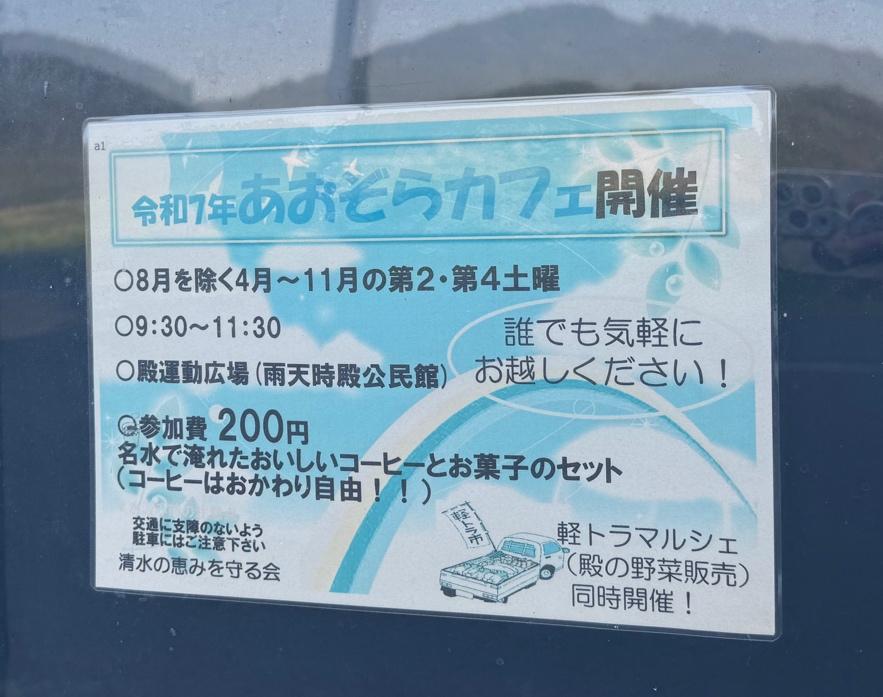 a1
令和7年あおぞらカフェ開催
○8月を除く4月～11月の第2・第4土曜
○9:30～11:30
誰でも気軽に
お越しください！
○殿運動広場(雨天時殿公民館)
○参加費 200円
名水で淹れたおいしいコーヒーとお菓子のセット
(コーヒーはおかわり自由！！)
交通に支障のないよう
駐車にはご注意下さい
清水の恵みを守る会
軽トラ市
軽トラマルシェ
(殿の野菜販売)
同時開催！